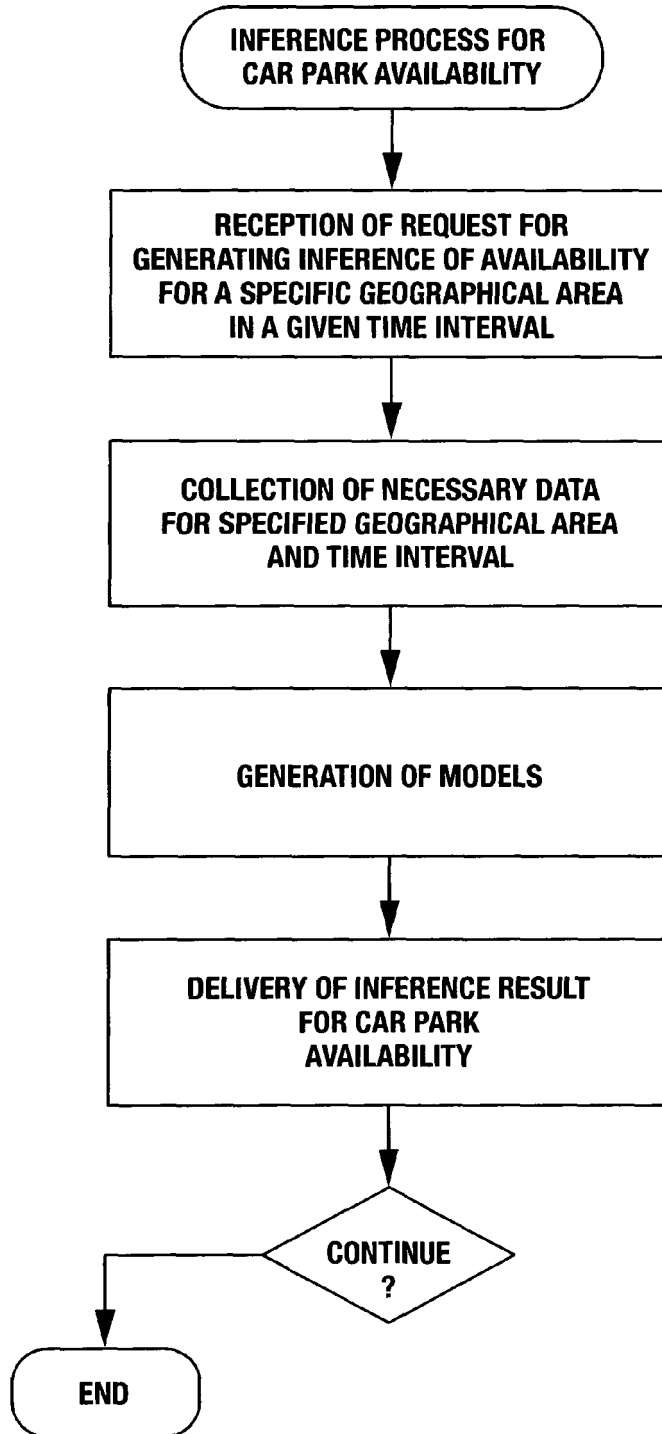 INFERENCE PROCESS FOR
CAR PARK AVAILABILITY
RECEPTION OF REQUEST FOR
GENERATING INFERENCE OF AVAILABILITY
FOR A SPECIFIC GEOGRAPHICAL AREA
IN A GIVEN TIME INTERVAL
COLLECTION OF NECESSARY DATA
FOR SPECIFIED GEOGRAPHICAL AREA
AND TIME INTERVAL
GENERATION OF MODELS
DELIVERY OF INFERENCE RESULT
FOR CAR PARK
AVAILABILITY
CONTINUE
?
END